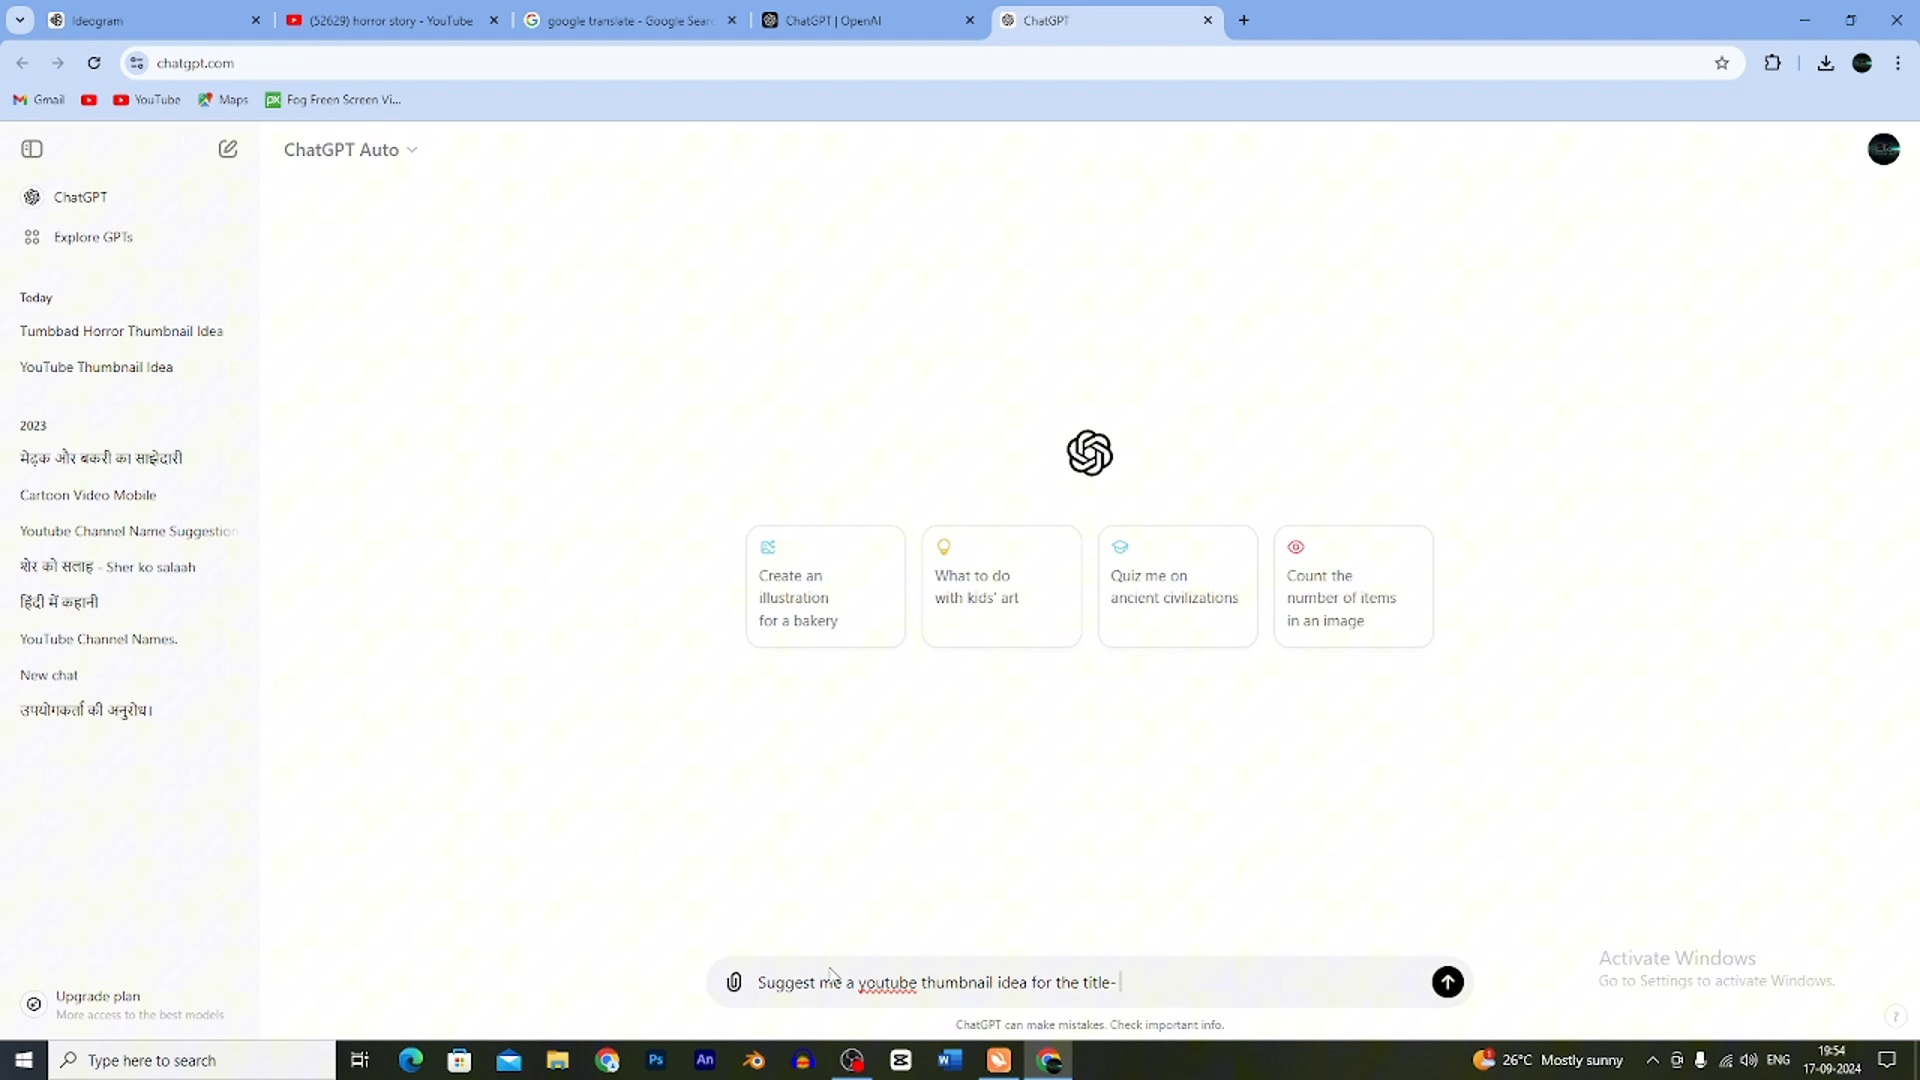 Ideogram
(52629) horror story - YouTube
google translate - Google Searc
ChatGPT | OpenAI
ChatGPT
chatgpt.com
Gmail
YouTube
Maps
Fog Freen Screen Vi...
ChatGPT Auto
ChatGPT
Explore GPTs
Today
Tumbbad Horror Thumbnail Idea
YouTube Thumbnail Idea
2023
मेढ़क और बकरी का साझेदारी
Cartoon Video Mobile
Youtube Channel Name Suggestion
शेर को सलाह - Sher ko salaah
हिंदी में कहानी
YouTube Channel Names.
New chat
उपयोगकर्ता की अनुरोध।
Create an
illustration
for a bakery
What to do
with kids' art
Quiz me on
ancient civilizations
Count the
number of items
in an image
Suggest me a youtube thumbnail idea for the title-
ChatGPT can make mistakes. Check important info.
Upgrade plan
More access to the best models
Activate Windows
Go to Settings to activate Windows.
?
Type here to search
Ps
An
26°C Mostly sunny
ENG
19:54
17-09-2024